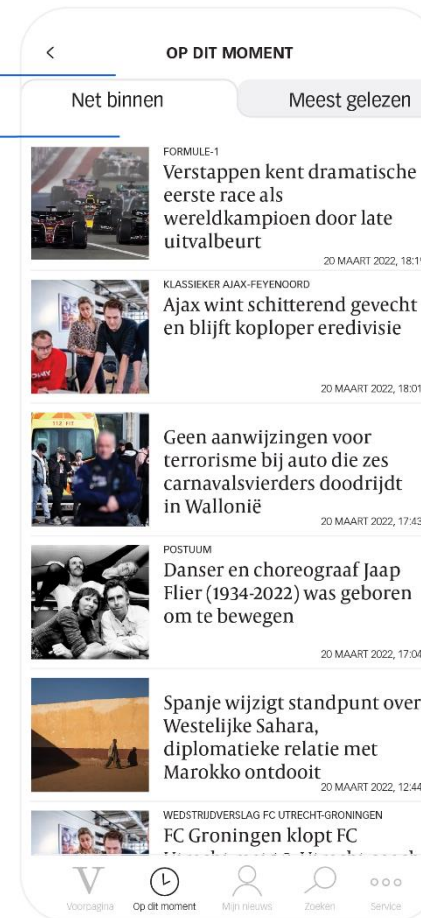 OP DIT MOMENT
Net binnen
Meest gelezen
FORMULE-1
Verstappen kent dramatische
eerste race als
wereldkampioen door late
uitvalbeurt
20 MAART 2022, 18:19
KLASSIEKER AJAX-FEYENOORD
Ajax wint schitterend gevecht
en blijft koploper eredivisie
20 MAART 2022, 18:01
Geen aanwijzingen voor
terrorisme bij auto die zes
carnavalsvierders doodrijdt
in Wallonië
20 MAART 2022, 17:43
POSTUUM
Danser en choreograaf Jaap
Flier (1934-2022) was geboren
om te bewegen
20 MAART 2022, 17:04
Spanje wijzigt standpunt over
Westelijke Sahara,
diplomatieke relatie met
Marokko ontdooit
20 MAART 2022, 12:44
WEDSTRIJDVERSLAG FC UTRECHT-GRONINGEN
FC Groningen klopt FC
V
Voorpagina
Op dit moment
Mijn nieuws
Zoeken
Service